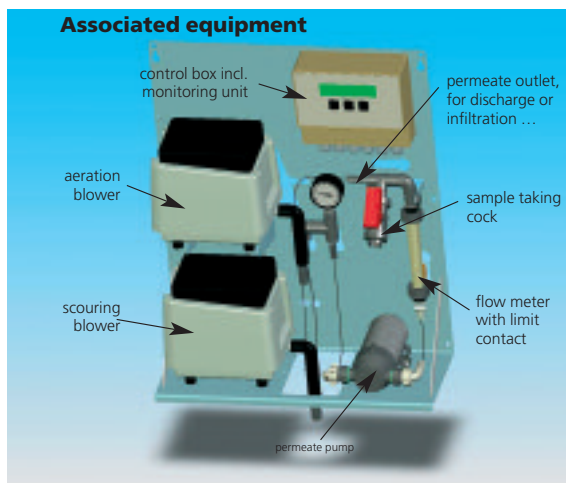 Associated equipment
control box incl.
monitoring unit
permeate outlet,
for discharge or
infiltration ...
aeration
blower
sample taking
cock
scouring
blower
flow meter
with limit
contact
permeate pump